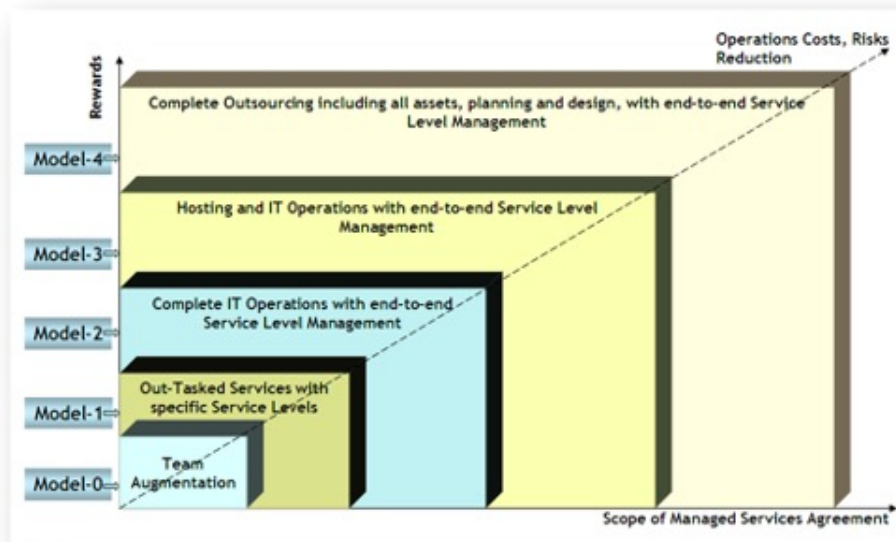 Operations Costs, Risks
Reduction
Rewards
Complete Outsourcing including all assets, planning and design, with end-to-end Service
Level Management
Model-4
Hosting and IT Operations with end-to-end Service Level
Management
Model-3
Complete IT Operations with end-to-end
Service Level Management
Model-2
Out-Tasked Services with
specific Service Levels
Model-1
Team
Augmentation
Model-0
Scope of Managed Services Agreement